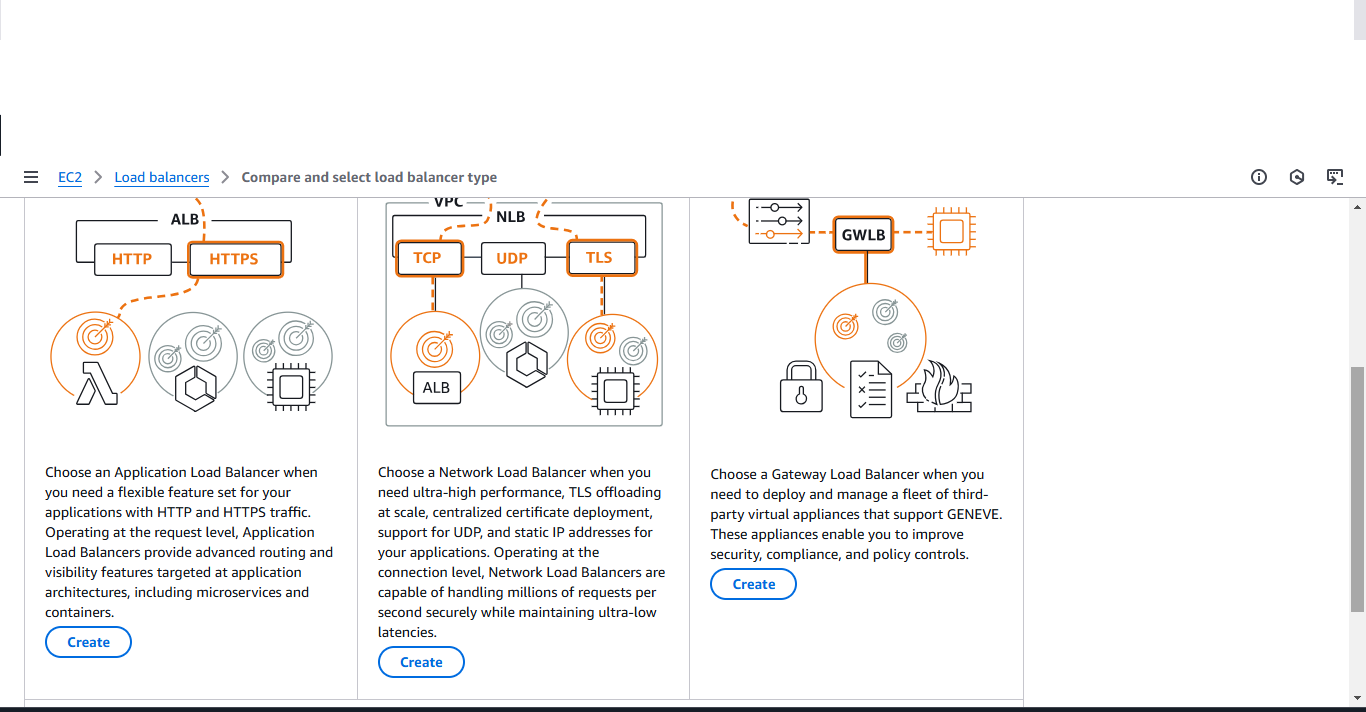 EC2 Load balancers Compare and select load balancer type
ALB
HTTP HTTPS
VPC
NLB
TCP UDP TLS
ALB
GWLB
Choose an Application Load Balancer when
you need a flexible feature set for your
applications with HTTP and HTTPS traffic.
Operating at the request level, Application
Load Balancers provide advanced routing and
visibility features targeted at application
architectures, including microservices and
containers.
Create
Choose a Network Load Balancer when you
need ultra-high performance, TLS offloading
at scale, centralized certificate deployment,
support for UDP, and static IP addresses for
your applications. Operating at the
connection level, Network Load Balancers are
capable of handling millions of requests per
second securely while maintaining ultra-low
latencies.
Create
Choose a Gateway Load Balancer when you
need to deploy and manage a fleet of third-
party virtual appliances that support GENEVE.
These appliances enable you to improve
security, compliance, and policy controls.
Create